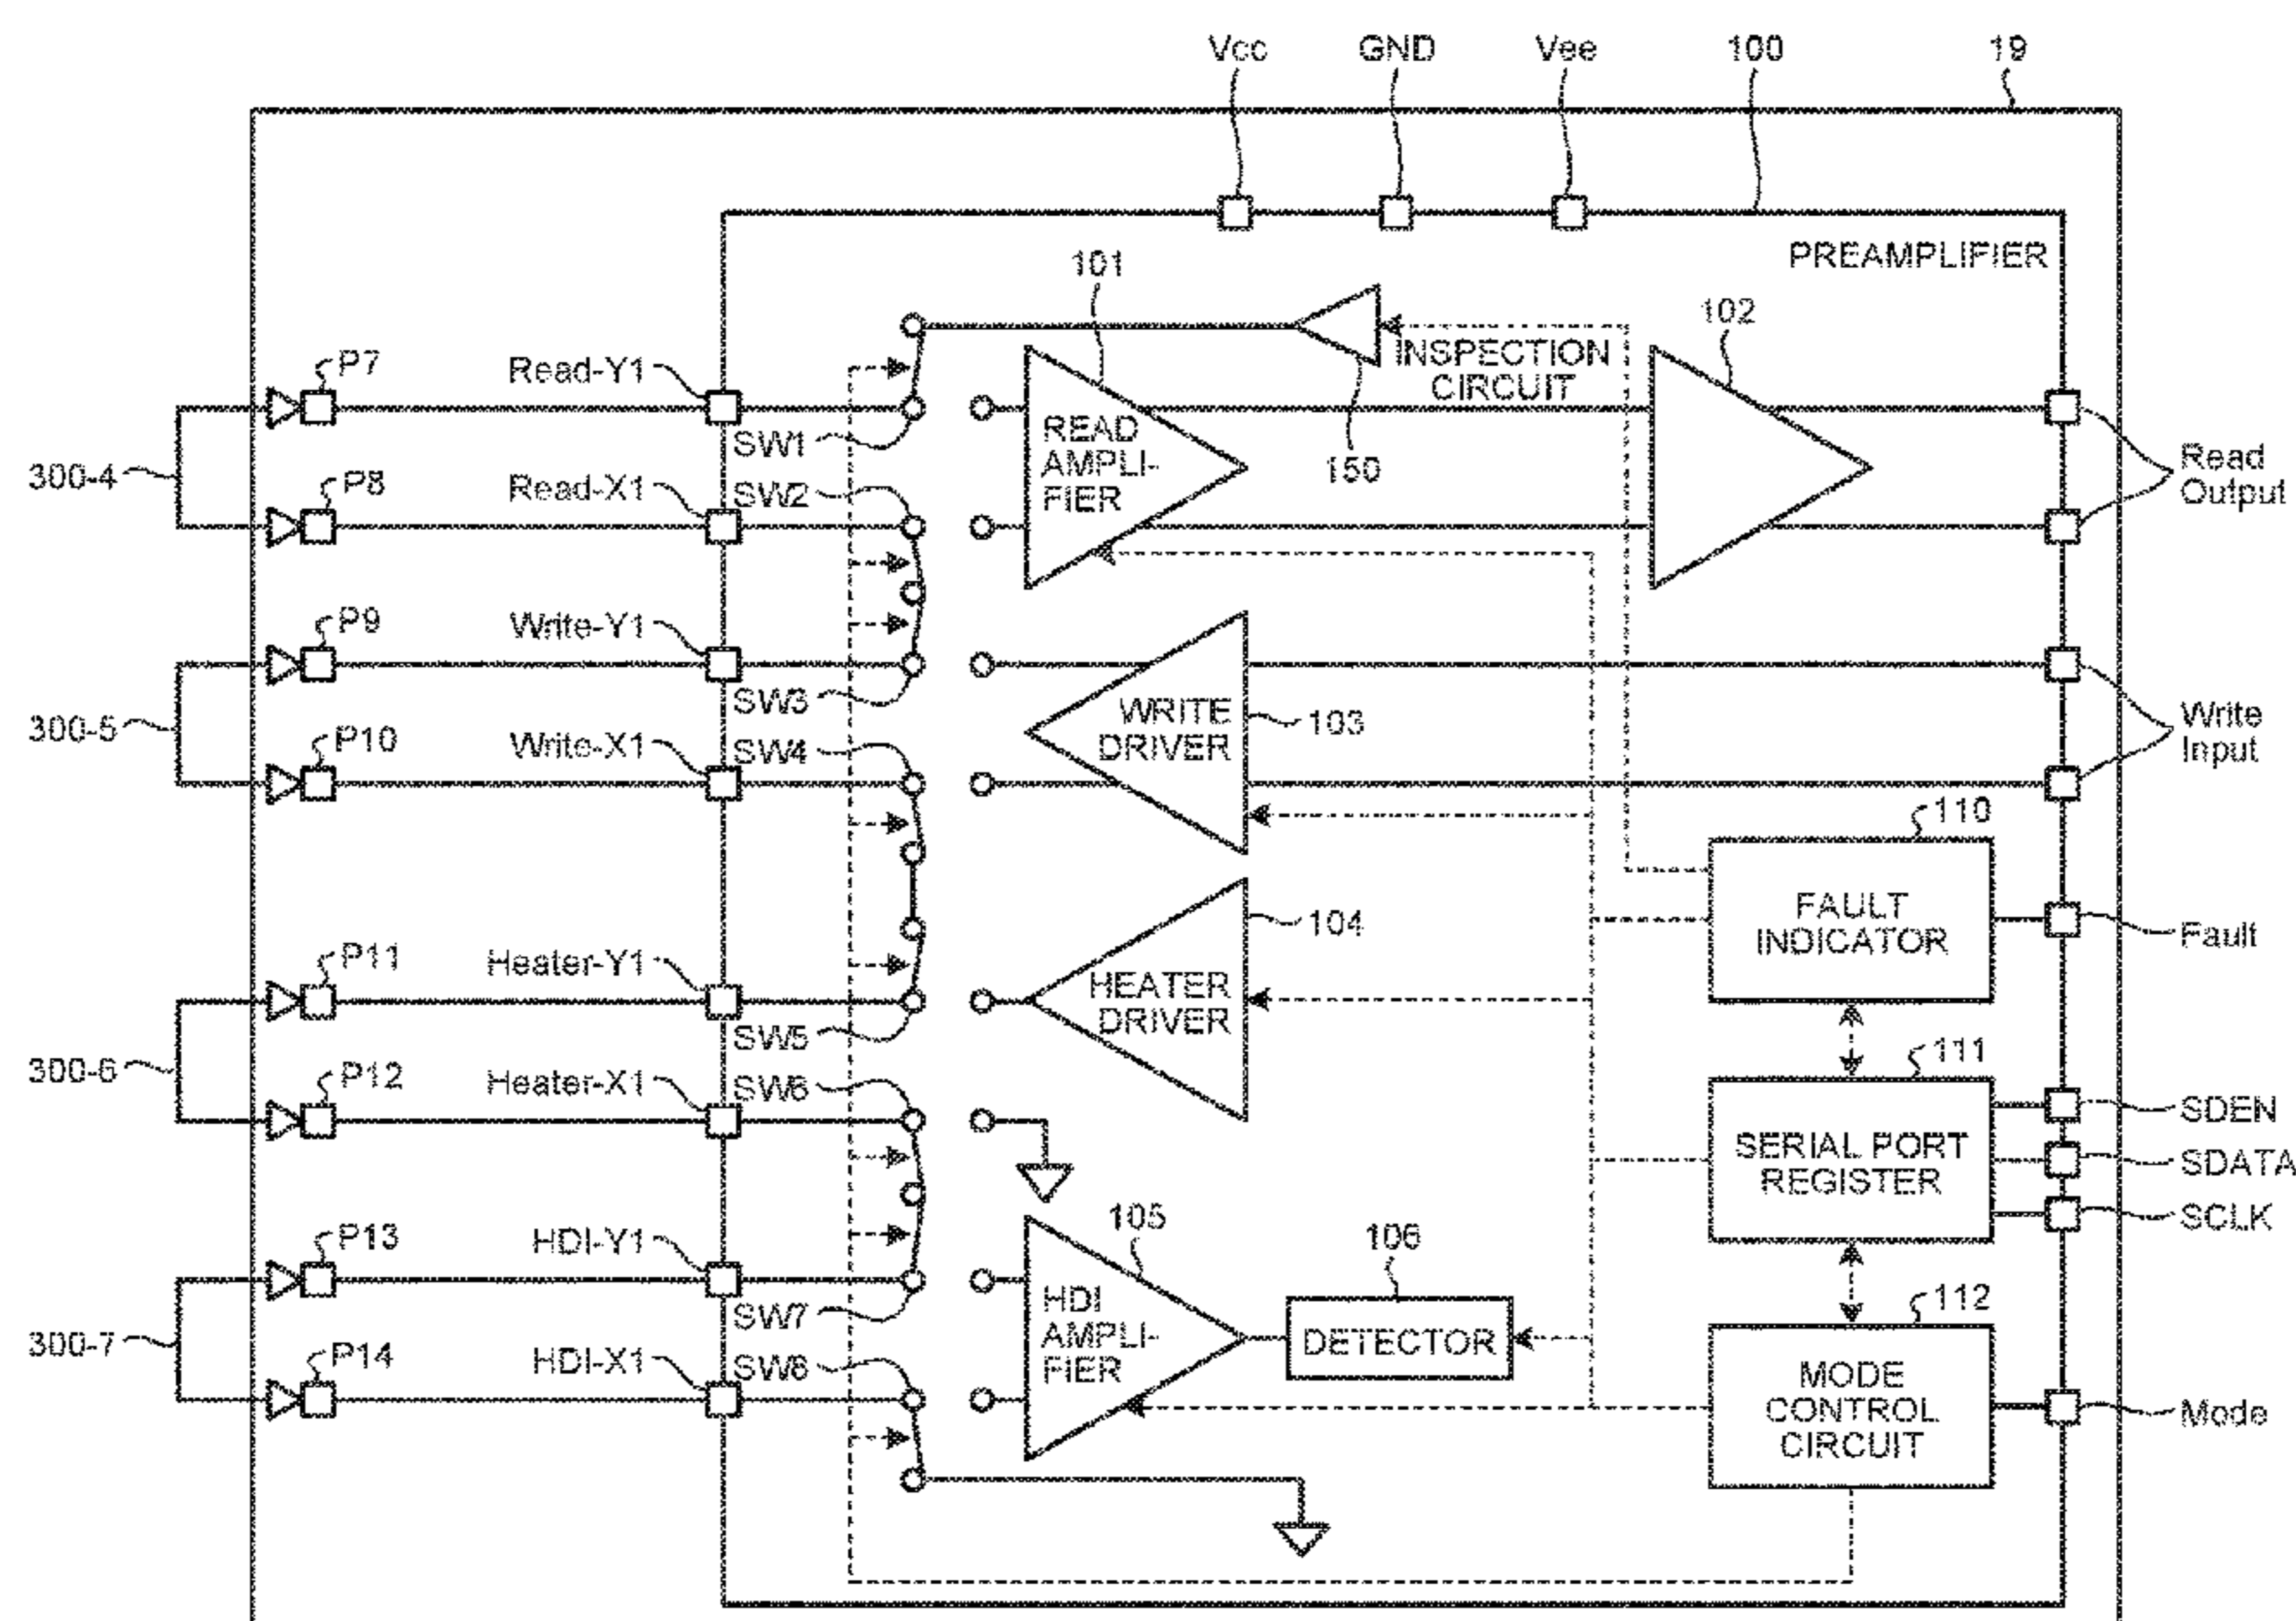 Vcc
GND
Vee
100
19
PREAMPLIFIER
101
102
INSPECTION
CIRCUIT
150
P7
Read-Y1
SW1
READ
AMPLI-
FIER
300-4
P8
Read-X1
SW2
Read
Output
P9
Write-Y1
SW3
WRITE
DRIVER
103
300-5
P10
Write-X1
SW4
Write
Input
110
FAULT
INDICATOR
Fault
104
P11
Heater-Y1
SW5
HEATER
DRIVER
300-6
P12
Heater-X1
SW6
111
SERIAL PORT
REGISTER
SDEN
SDATA
SCLK
P13
HDI-Y1
SW7
105
HDI
AMPLI-
FIER
106
DETECTOR
300-7
P14
HDI-X1
SW8
112
MODE
CONTROL
CIRCUIT
Mode